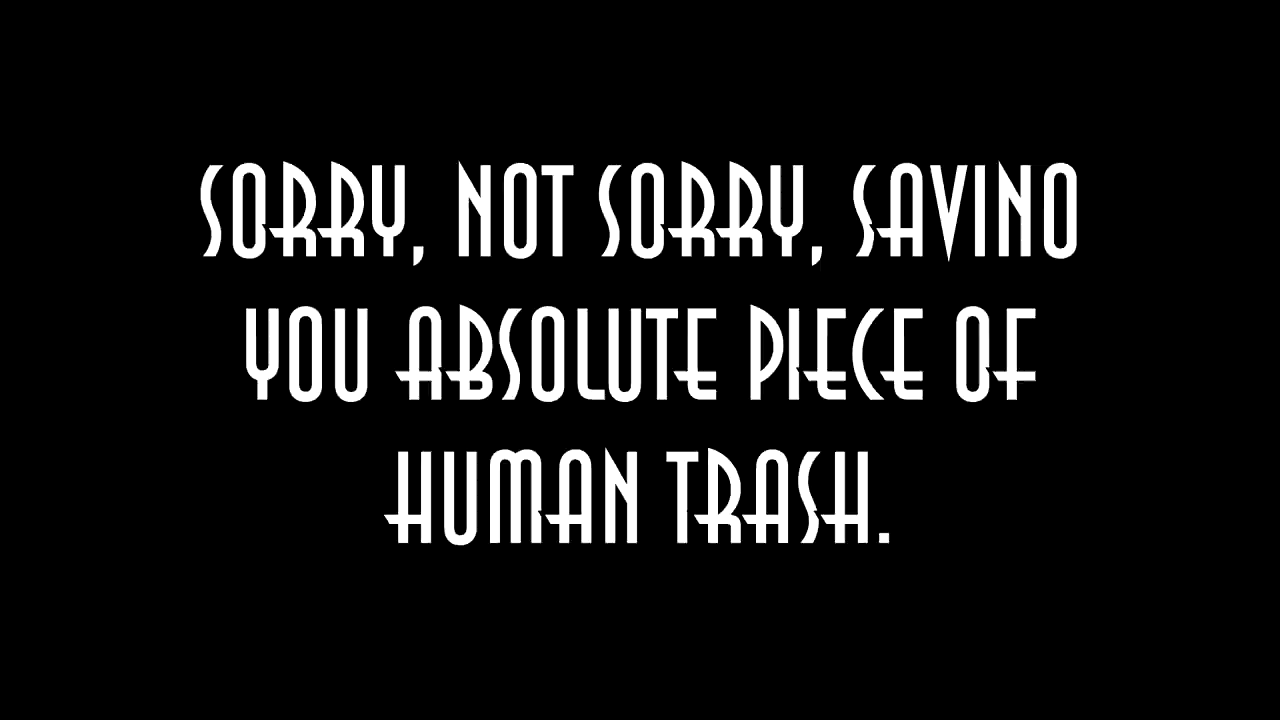 SORRY, NOT SORRY, SAVINO
YOU ABSOLUTE PIECE OF
HUMAN TRASH.